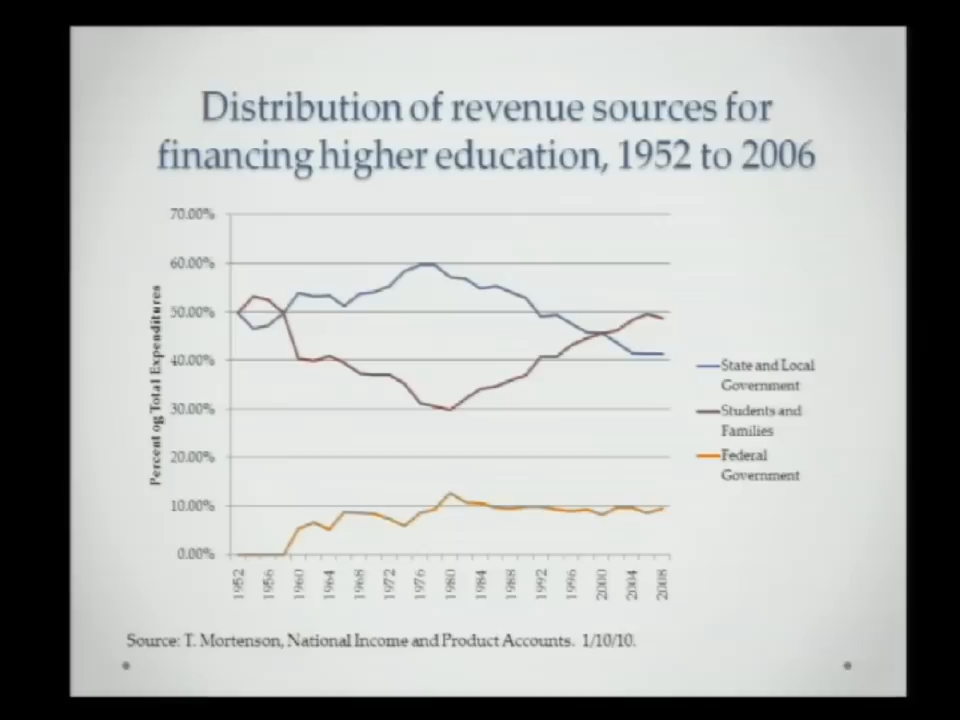 Distribution of revenue sources for
financing higher education, 1952 to 2006
70.00%
60.00%
50.00%
40.00%
30.00%
20.00%
10.00%
0.00%
Percent og Total Expenditures
1952
1956
1960
1964
1968
1972
1976
1980
1984
1988
1992
1996
2000
2004
2008
State and Local
Government
Students and
Families
Federal
Government
Source: T. Mortenson, National Income and Product Accounts. 1/10/10.